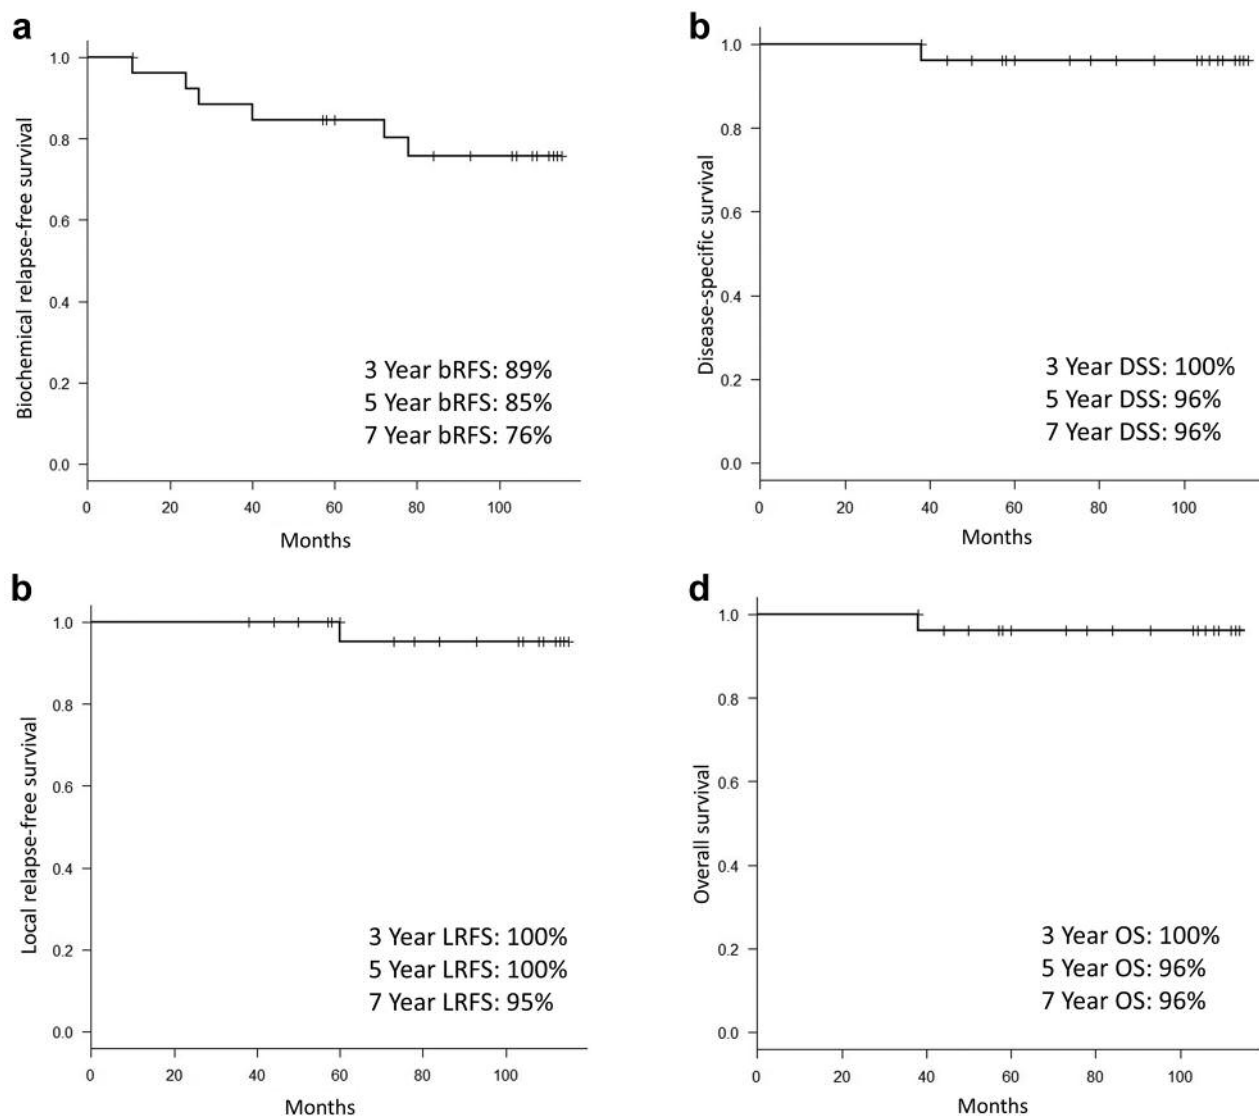 a
1.0
0.8
0.6
0.4
0.2
0.0
Biochemical relapse-free survival
3 Year bRFS: 89%
5 Year bRFS: 85%
7 Year bRFS: 76%
0 20 40 60 80 100
Months
b
1.0
0.8
0.6
0.4
0.2
0.0
Disease-specific survival
3 Year DSS: 100%
5 Year DSS: 96%
7 Year DSS: 96%
0 20 40 60 80 100
Months
b
1.0
0.8
0.6
0.4
0.2
0.0
Local relapse-free survival
3 Year LRFS: 100%
5 Year LRFS: 100%
7 Year LRFS: 95%
0 20 40 60 80 100
Months
d
1.0
0.8
0.6
0.4
0.2
0.0
Overall survival
3 Year OS: 100%
5 Year OS: 96%
7 Year OS: 96%
0 20 40 60 80 100
Months